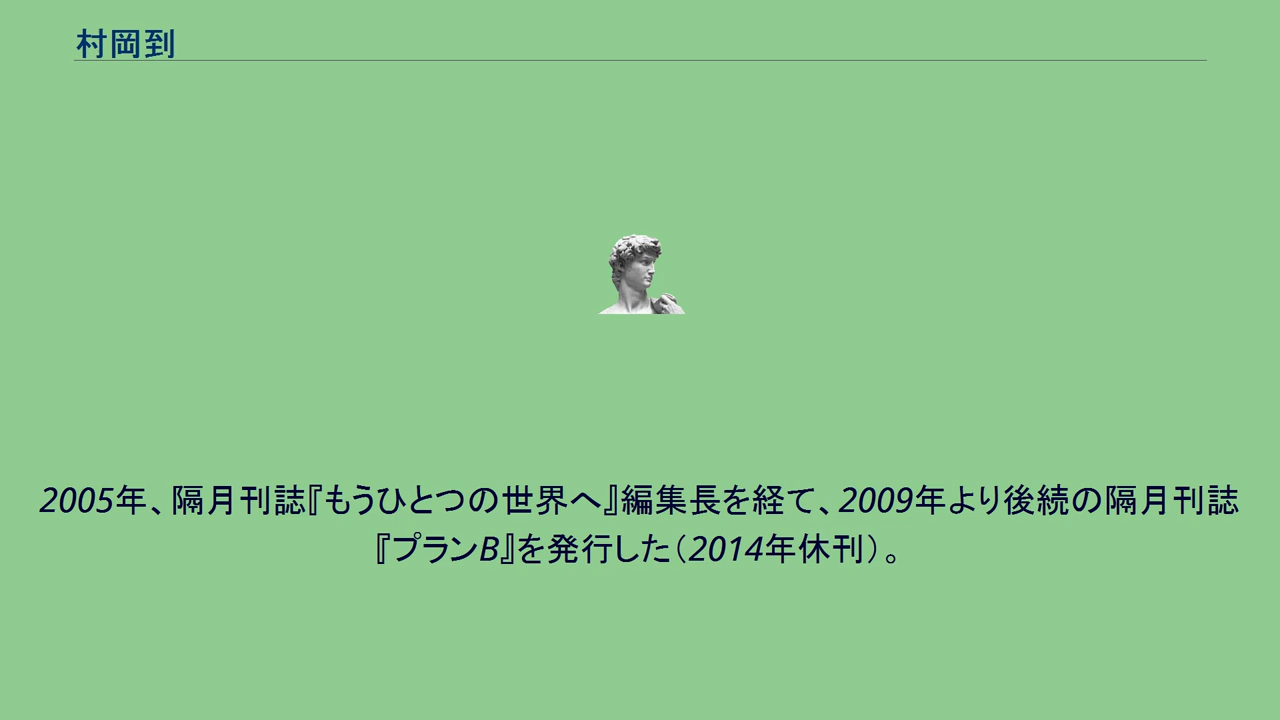 村岡到
2005年、隔月刊誌『もうひとつの世界へ』編集長を経て、2009年より後続の隔月刊誌
『プランB』を発行した（2014年休刊）。